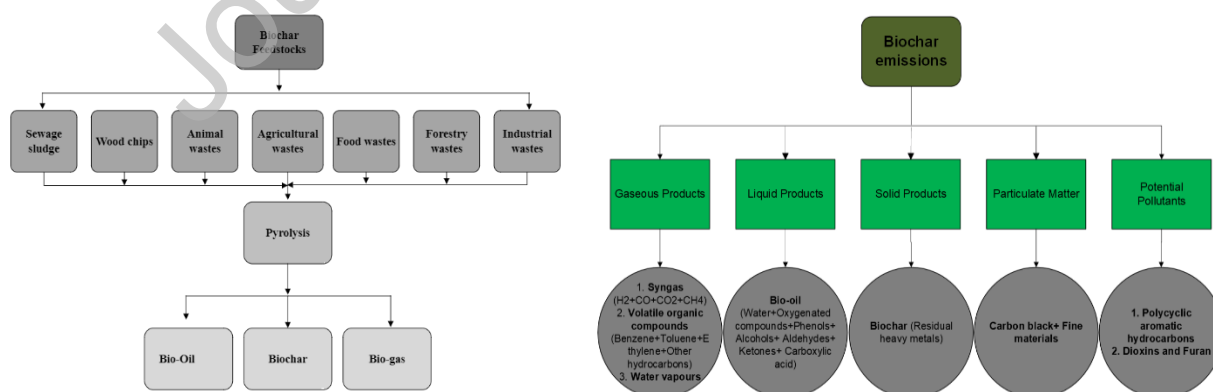 Jou
Biochar
Feedstocks
Sewage
sludge
Wood chips
Animal
wastes
Agricultural
wastes
Food wastes
Forestry
wastes
Industrial
wastes
Pyrolysis
Bio-Oil
Biochar
Bio-gas
Biochar
emissions
Gaseous Products
Liquid Products
Solid Products
Particulate Matter
Potential
Pollutants
1. Syngas
(H2+CO+CO2+CH4)
2. Volatile organic
compounds
(Benzene+Toluene+E
thylene+Other
hydrocarbons)
3. Water vapours
Bio-oil
(Water+Oxygenated
compounds+Phenols+
Alcohols+ Aldehydes+
Ketones+ Carboxylic
acid)
Biochar (Residual
heavy metals)
Carbon black+ Fine
materials
1. Polycyclic
aromatic
hydrocarbons
2. Dioxins and Furan